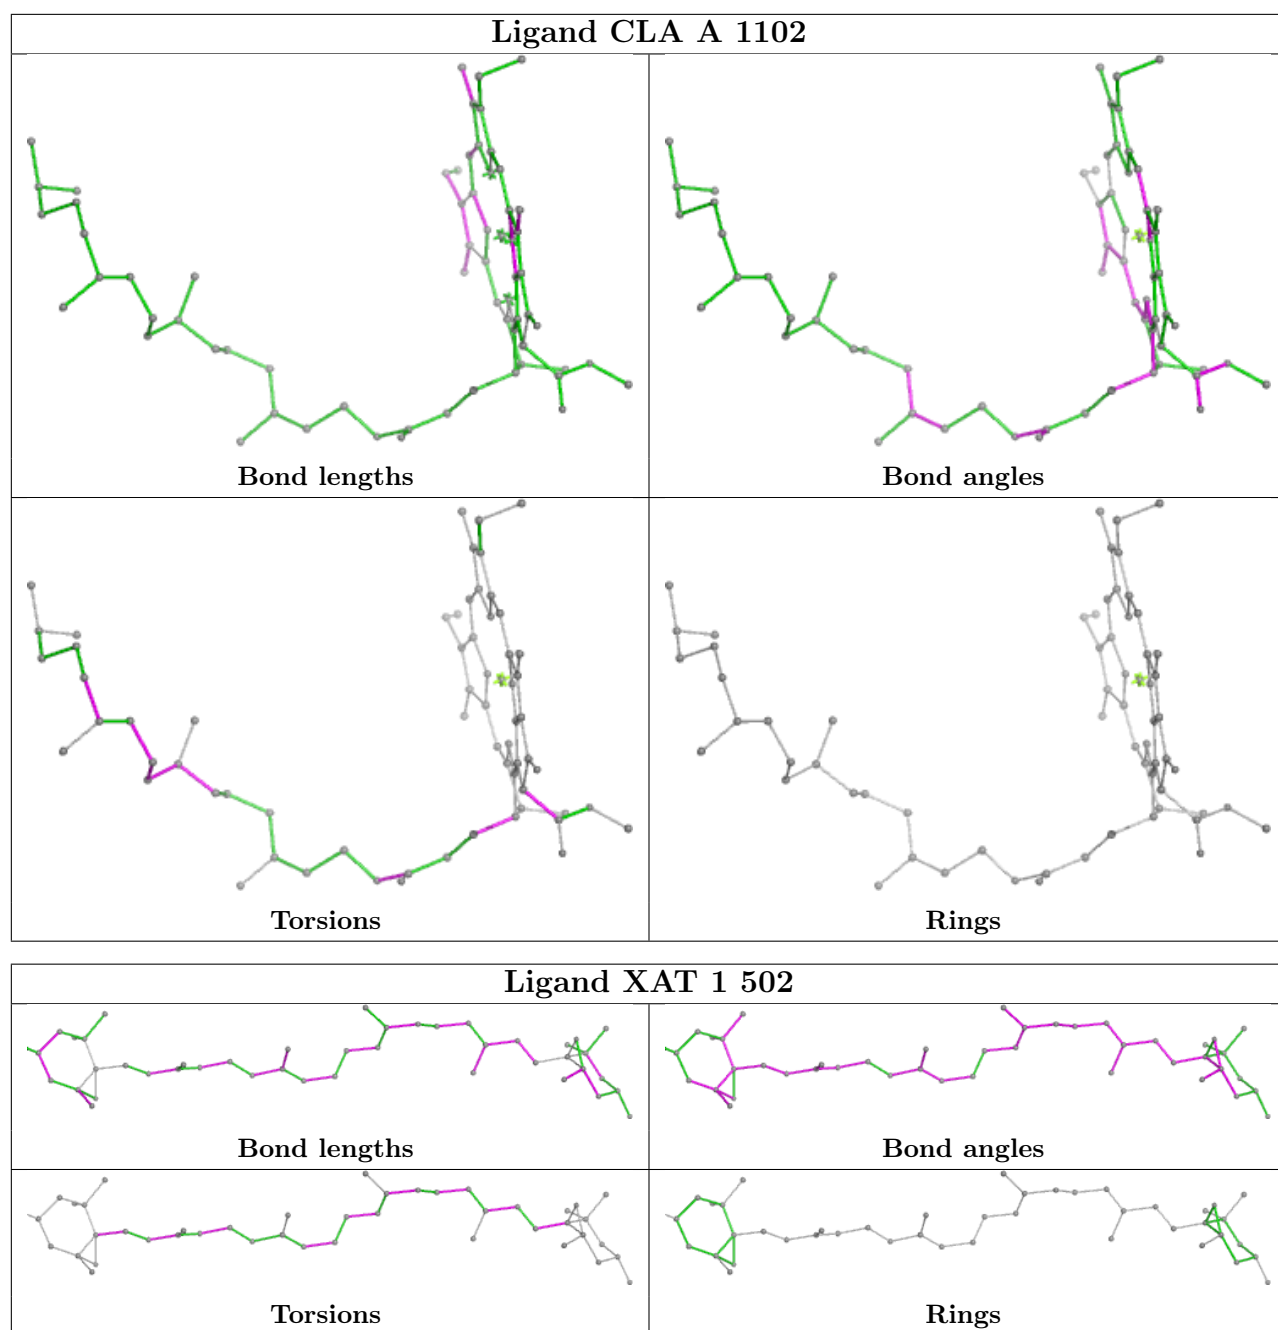 Ligand CLA A 1102
Bond lengths
Bond angles
Torsions
Rings
Ligand XAT 1 502
Bond lengths
Bond angles
Torsions
Rings